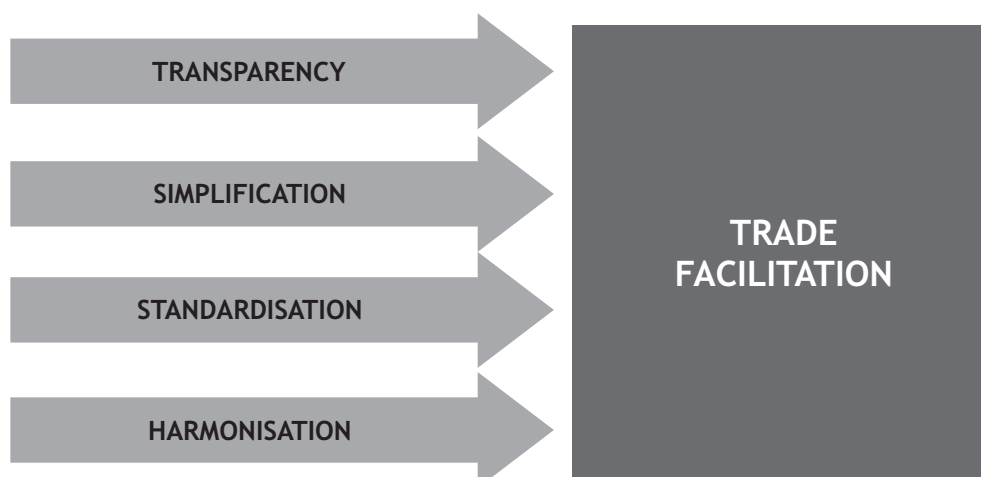 TRANSPARENCY
SIMPLIFICATION
STANDARDISATION
HARMONISATION
TRADE
FACILITATION